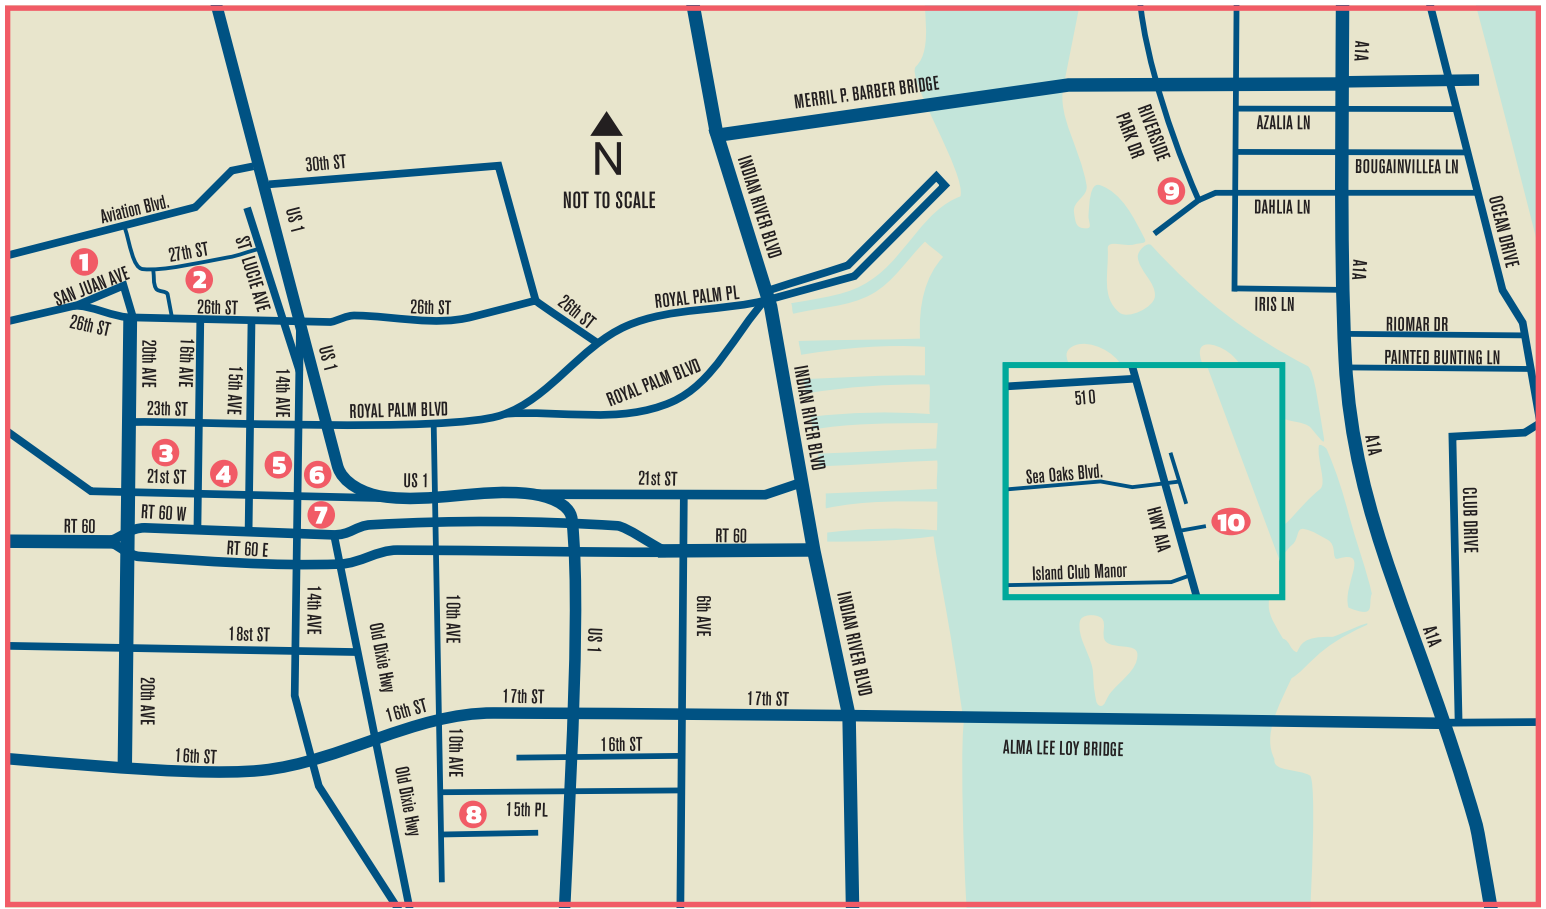 A1A
MERRIL P. BARBER BRIDGE
RIVERSIDE
PARK DR
AZALIA LN
30th ST
N
NOT TO SCALE
INDIAN RIVER BLVD
BOUGAINVILLEA LN
9
DAHLIA LN
OCEAN DRIVE
Aviation Blvd.
US 1
ST LUCIE AVE
27th ST
1
2
SAN JUAN AVE
26th ST
26th ST
26th ST
26th ST
ROYAL PALM PL
A1A
IRIS LN
RIOMAR DR
PAINTED BUNTING LN
20th AVE
16th AVE
15th AVE
14th AVE
US 1
ROYAL PALM BLVD
INDIAN RIVER BLVD
23th ST
ROYAL PALM BLVD
510
A1A
3
4
5
6
21st ST
US 1
21st ST
Sea Oaks Blvd.
HWY A1A
10
CLUB DRIVE
RT 60 W
7
RT 60
RT 60 E
RT 60
Island Club Manor
14th AVE
10th AVE
6th AVE
INDIAN RIVER BLVD
18st ST
Old Dixie Hwy
US 1
A1A
20th AVE
16th ST
17th ST
17th ST
16th ST
10th AVE
16th ST
ALMA LEE LOY BRIDGE
Old Dixie Hwy
8
15th PL